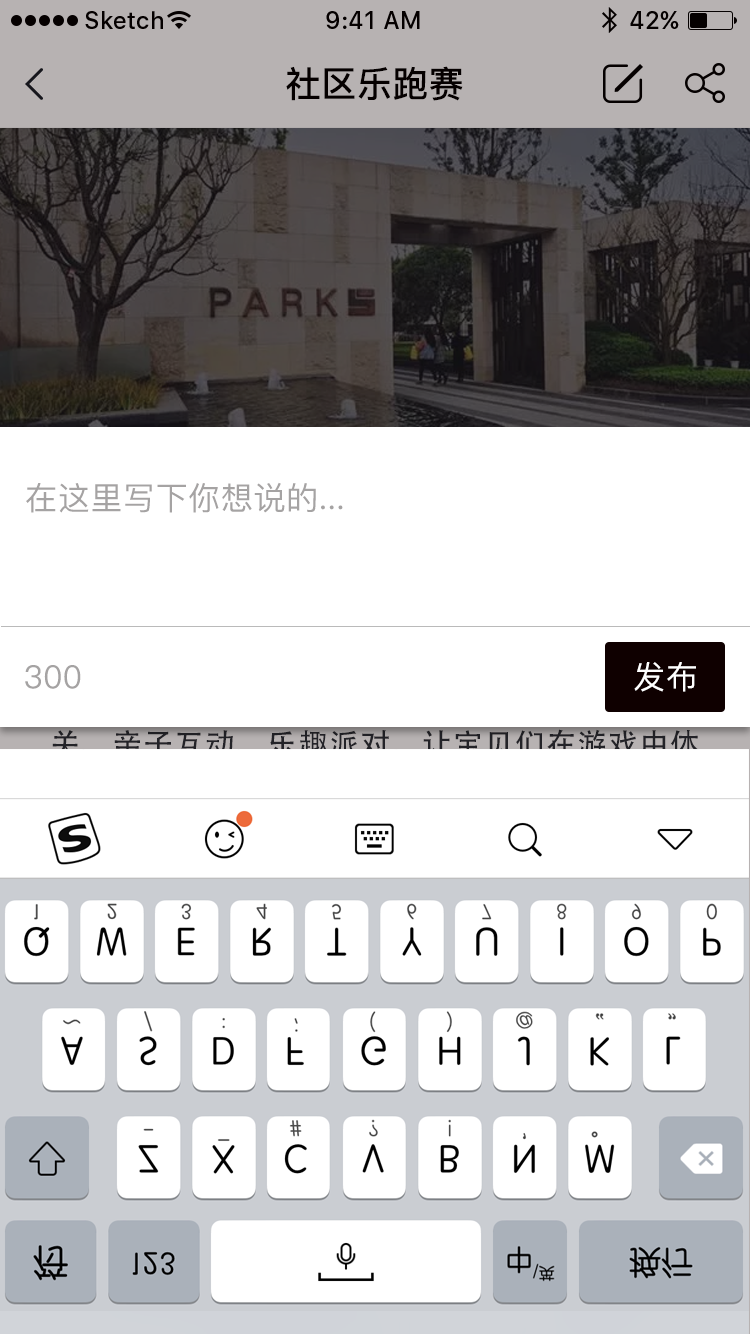 Sketch 9:41 AM 42%
社区乐跑赛
PARK
在这里写下你想说的...
300 发布
关 亲子互动 乐趣派对 让宝贝们在游戏中体
1 2 3 4 5 6 7 8 9 0
Q W E R T Y U I O P
~ / : ; ( ) @ “ ”
A S D F G H J K L
- _ # ? ! , 。
Z X C V B N M
符 123 中/英 换行